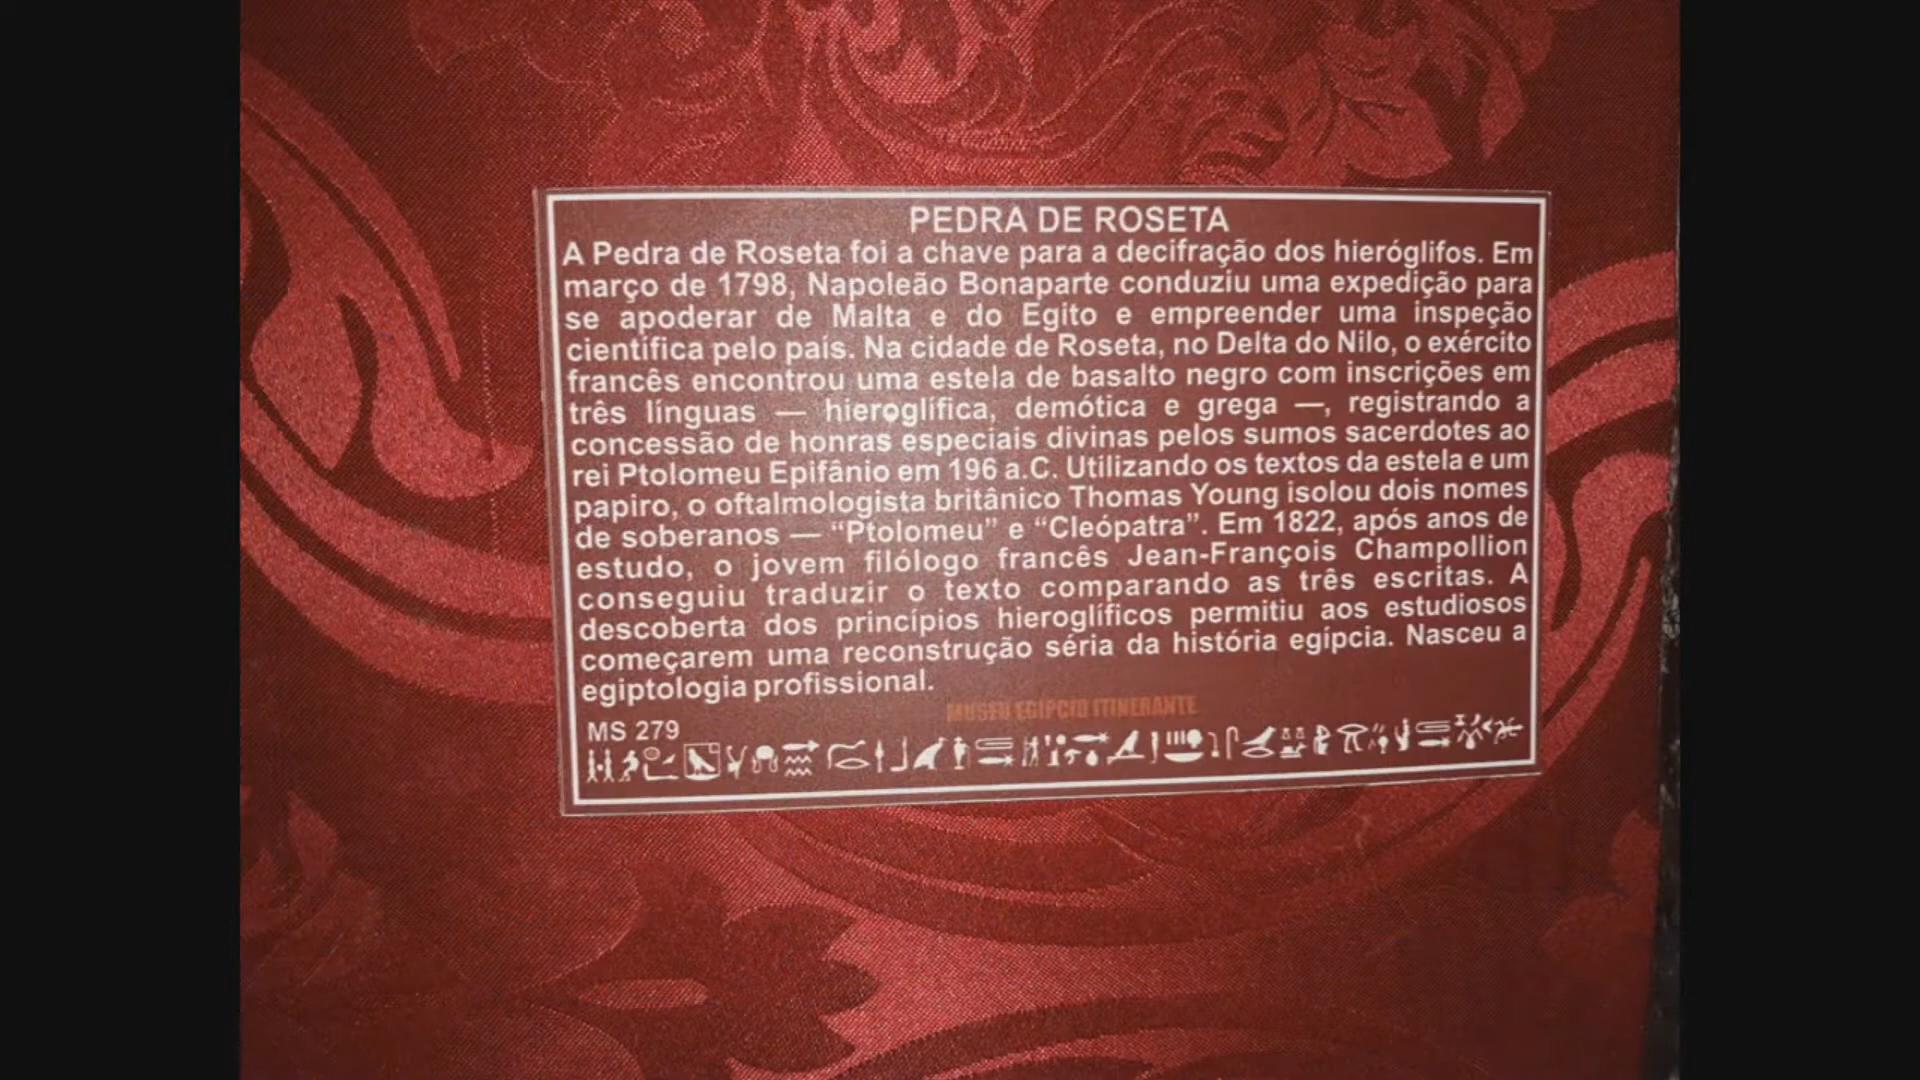 PEDRA DE ROSETA
A Pedra de Roseta foi a chave para a decifração dos hieróglifos. Em
março de 1798, Napoleão Bonaparte conduziu uma expedição para
se apoderar de Malta e do Egito e empreender uma inspeção
científica pelo país. Na cidade de Roseta, no Delta do Nilo, o exército
francês encontrou uma estela de basalto negro com inscrições em
três línguas — hieroglífica, demótica e grega —, registrando a
concessão de honras especiais divinas pelos sumos sacerdotes ao
rei Ptolomeu Epifânio em 196 a.C. Utilizando os textos da estela e um
papiro, o oftalmologista britânico Thomas Young isolou dois nomes
de soberanos — “Ptolomeu” e “Cleópatra”. Em 1822, após anos de
estudo, o jovem filólogo francês Jean-François Champollion
conseguiu traduzir o texto comparando as três escritas. A
descoberta dos princípios hieroglíficos permitiu aos estudiosos
começarem uma reconstrução séria da história egípcia. Nasceu a
egiptologia profissional.
MUSEU EGÍPCIO ITINERANTE
MS 279